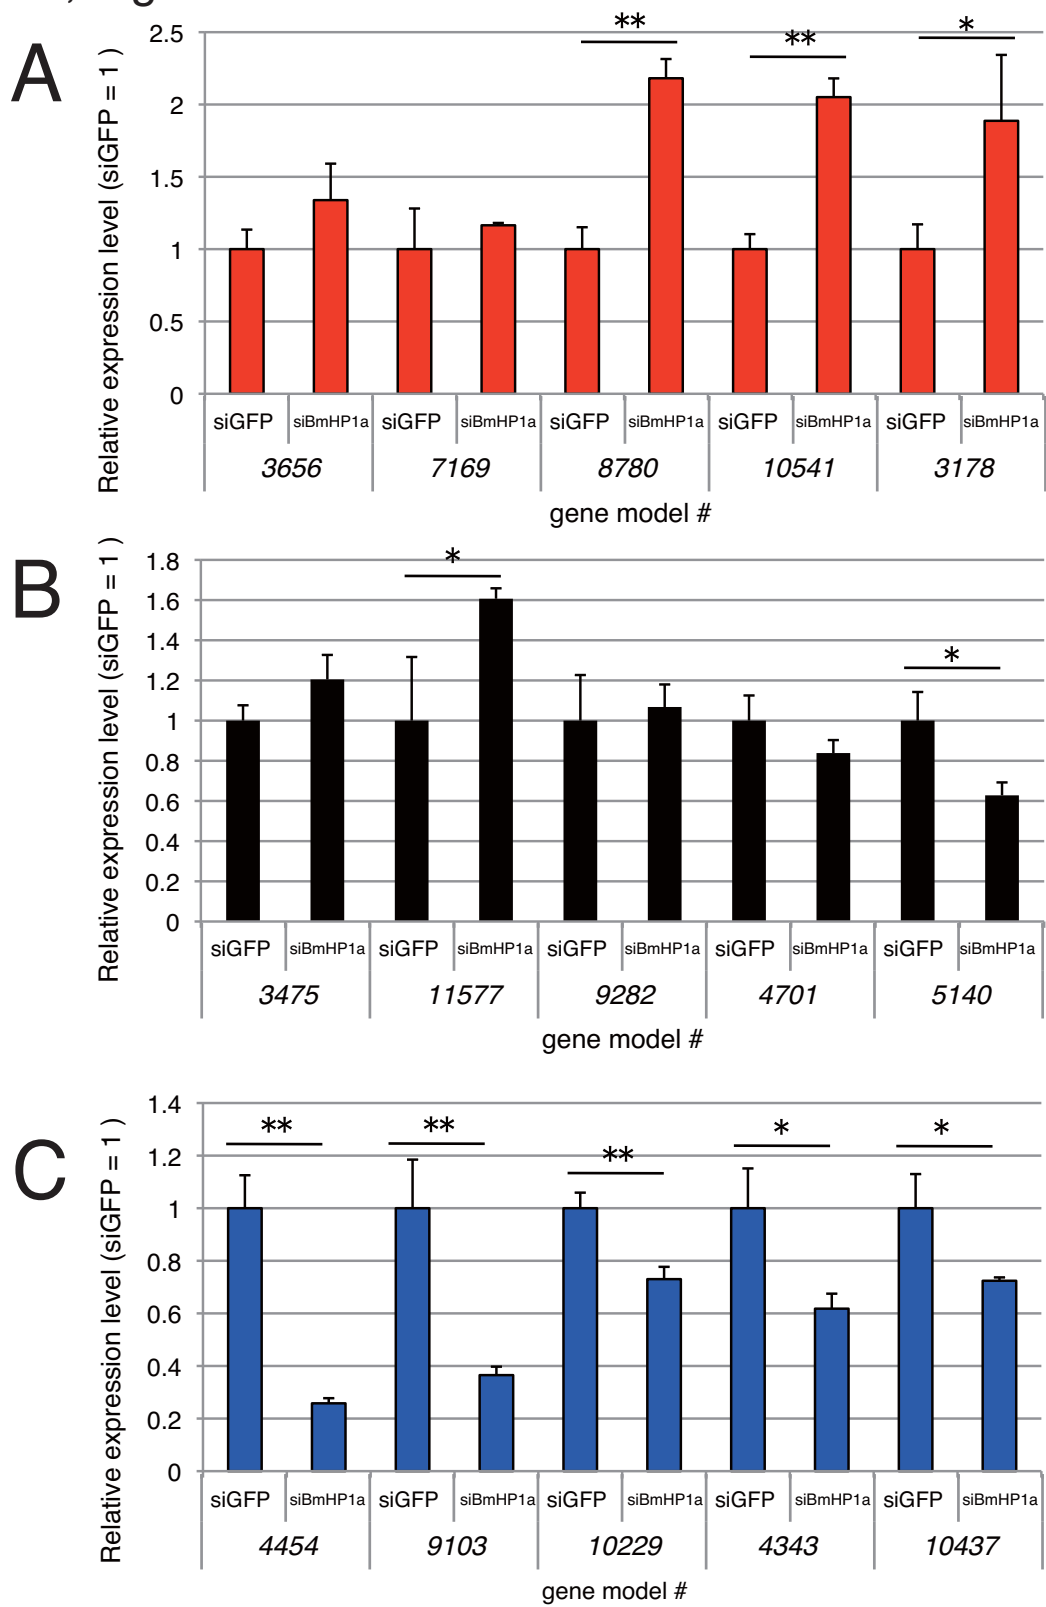 A
Relative expression level (siGFP = 1 )
2.5
2
1.5
1
0.5
0
** ** *
siGFP siBmHP1a siGFP siBmHP1a siGFP siBmHP1a siGFP siBmHP1a siGFP siBmHP1a
3656 7169 8780 10541 3178
gene model #
B
Relative expression level (siGFP = 1 )
1.8
1.6
1.4
1.2
1
0.8
0.6
0.4
0.2
0
* *
siGFP siBmHP1a siGFP siBmHP1a siGFP siBmHP1a siGFP siBmHP1a siGFP siBmHP1a
3475 11577 9282 4701 5140
gene model #
C
Relative expression level (siGFP = 1 )
1.4
1.2
1
0.8
0.6
0.4
0.2
0
** ** ** * *
siGFP siBmHP1a siGFP siBmHP1a siGFP siBmHP1a siGFP siBmHP1a siGFP siBmHP1a
4454 9103 10229 4343 10437
gene model #